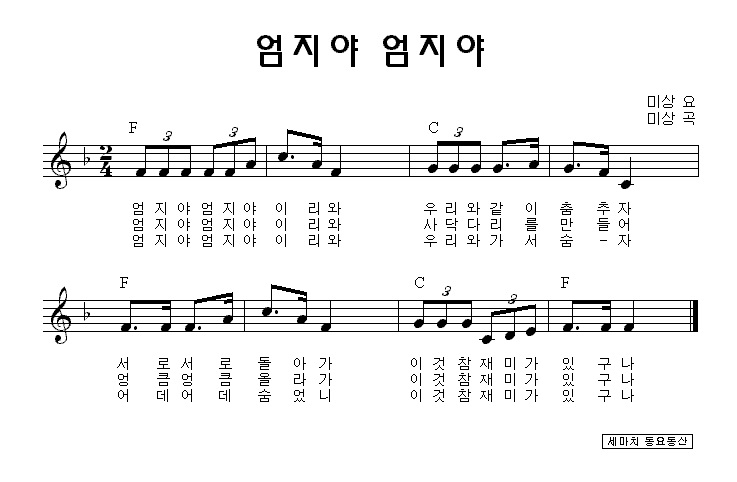 엄지야 엄지야
미상 요
미상 곡
F C
3 3 3
2
4
엄 지 야 엄 지 야 이 리 와 우 리 와 같 이 춤 추 자
엄 지 야 엄 지 야 이 리 와 사 닥 다 리 를 만 들 어
엄 지 야 엄 지 야 이 리 와 우 리 와 가 서 숨 - 자
F C F
3 3
서 로 서 로 돌 아 가 이 것 참 재 미 가 있 구 나
엉 큼 엉 큼 올 라 가 이 것 참 재 미 가 있 구 나
어 데 어 데 숨 었 니 이 것 참 재 미 가 있 구 나
세마치 동요동산